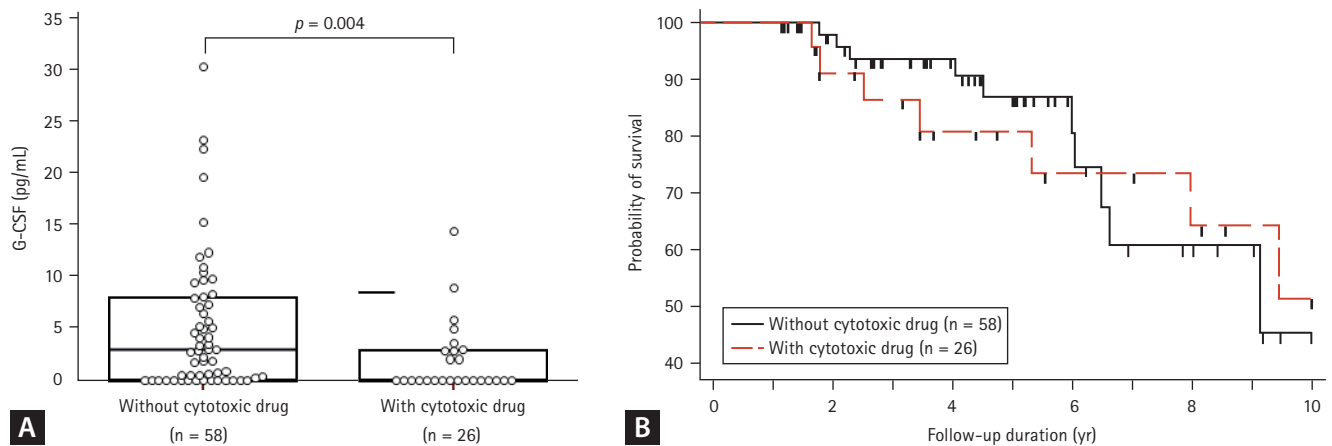 35
30
25
20
15
10
5
0
G-CSF (pg/mL)
p = 0.004
Without cytotoxic drug
(n = 58)
With cytotoxic drug
(n = 26)
A
100
90
80
70
60
50
40
Probability of survival
Without cytotoxic drug (n = 58)
With cytotoxic drug (n = 26)
0 2 4 6 8 10
Follow-up duration (yr)
B